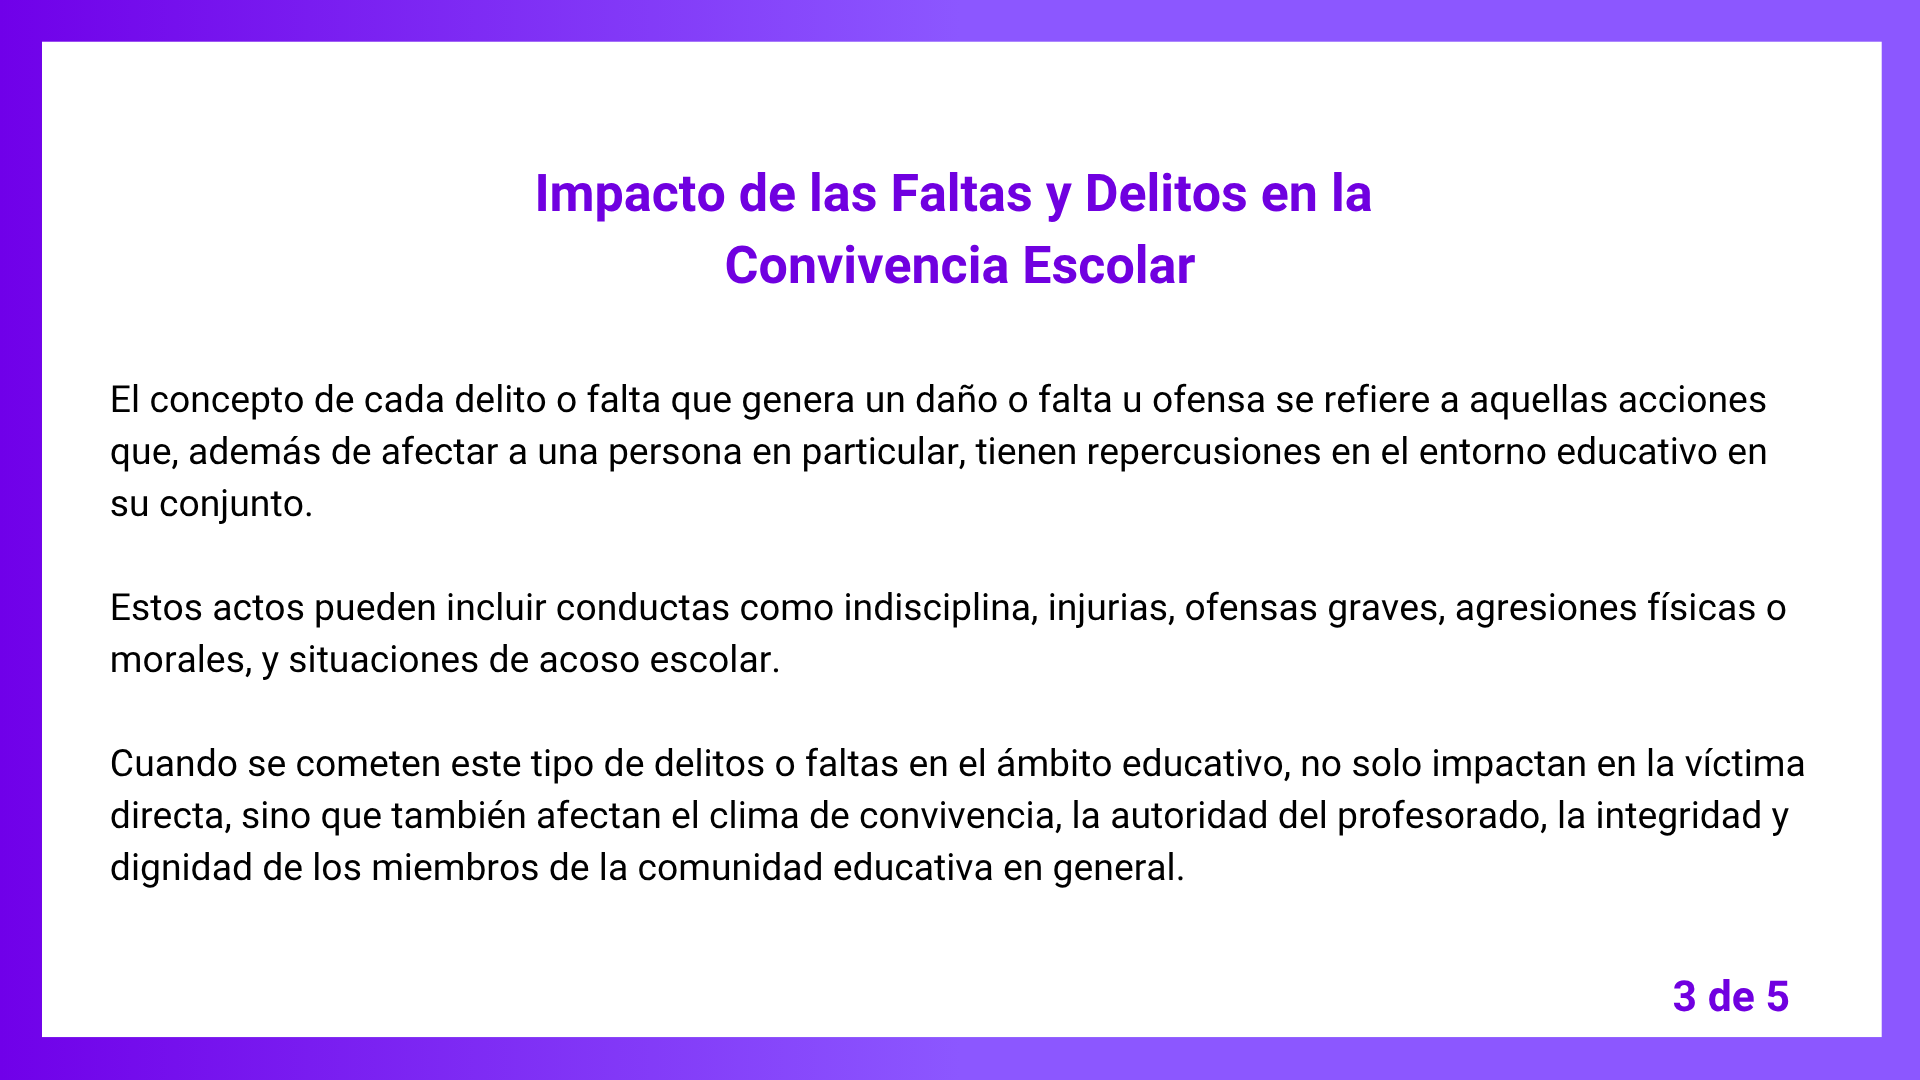 Impacto de las Faltas y Delitos en la
Convivencia Escolar
El concepto de cada delito o falta que genera un daño o falta u ofensa se refiere a aquellas acciones
que, además de afectar a una persona en particular, tienen repercusiones en el entorno educativo en
su conjunto.
Estos actos pueden incluir conductas como indisciplina, injurias, ofensas graves, agresiones físicas o
morales, y situaciones de acoso escolar.
Cuando se cometen este tipo de delitos o faltas en el ámbito educativo, no solo impactan en la víctima
directa, sino que también afectan el clima de convivencia, la autoridad del profesorado, la integridad y
dignidad de los miembros de la comunidad educativa en general.
3 de 5